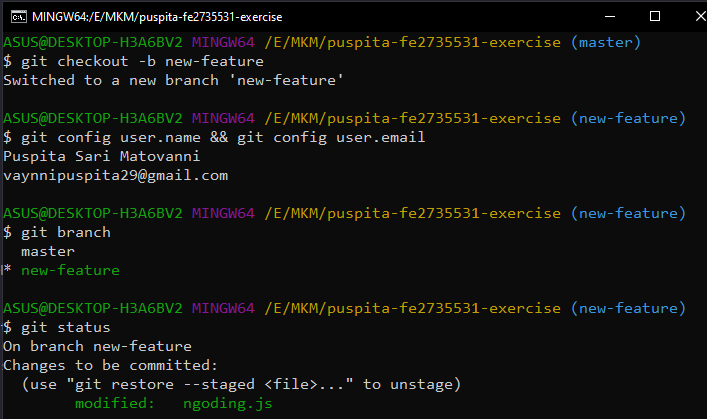 MINGW64:/E/MKM/puspita-fe2735531-exercise
ASUS@DESKTOP-H3A6BV2 MINGW64 /E/MKM/puspita-fe2735531-exercise (master)
$ git checkout -b new-feature
Switched to a new branch 'new-feature'
ASUS@DESKTOP-H3A6BV2 MINGW64 /E/MKM/puspita-fe2735531-exercise (new-feature)
$ git config user.name && git config user.email
Puspita Sari Matovanni
vaynnipuspita29@gmail.com
ASUS@DESKTOP-H3A6BV2 MINGW64 /E/MKM/puspita-fe2735531-exercise (new-feature)
$ git branch
  master
* new-feature
ASUS@DESKTOP-H3A6BV2 MINGW64 /E/MKM/puspita-fe2735531-exercise (new-feature)
$ git status
On branch new-feature
Changes to be committed:
  (use "git restore --staged <file>..." to unstage)
        modified:   ngoding.js